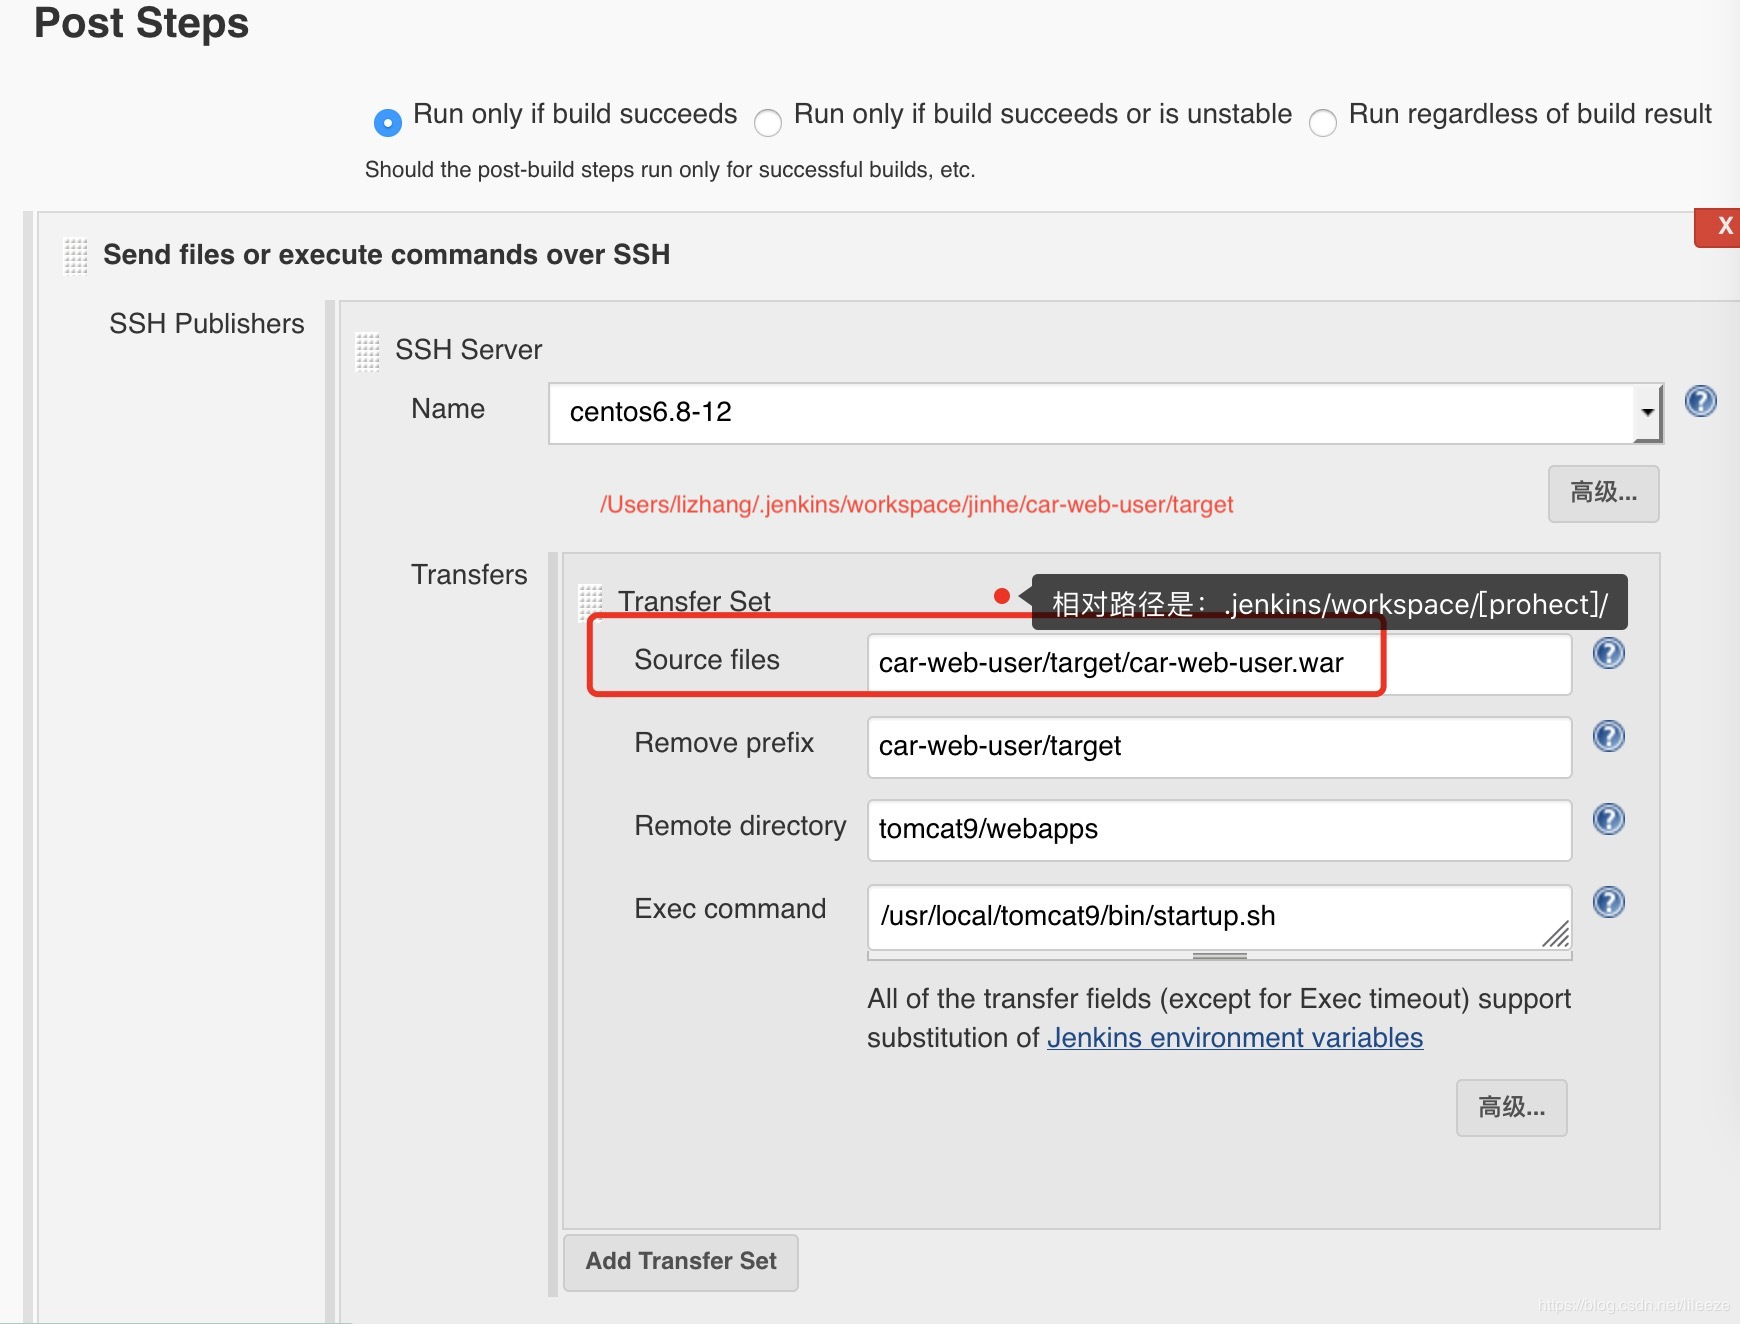 Post Steps
Run only if build succeeds Run only if build succeeds or is unstable Run regardless of build result
Should the post-build steps run only for successful builds, etc.
X
Send files or execute commands over SSH
SSH Publishers
SSH Server
Name centos6.8-12
高级...
/Users/lizhang/.jenkins/workspace/jinhe/car-web-user/target
Transfers
Transfer Set
相对路径是：.jenkins/workspace/[prohect]/
Source files car-web-user/target/car-web-user.war
Remove prefix car-web-user/target
Remote directory tomcat9/webapps
Exec command /usr/local/tomcat9/bin/startup.sh
All of the transfer fields (except for Exec timeout) support
substitution of Jenkins environment variables
高级...
Add Transfer Set